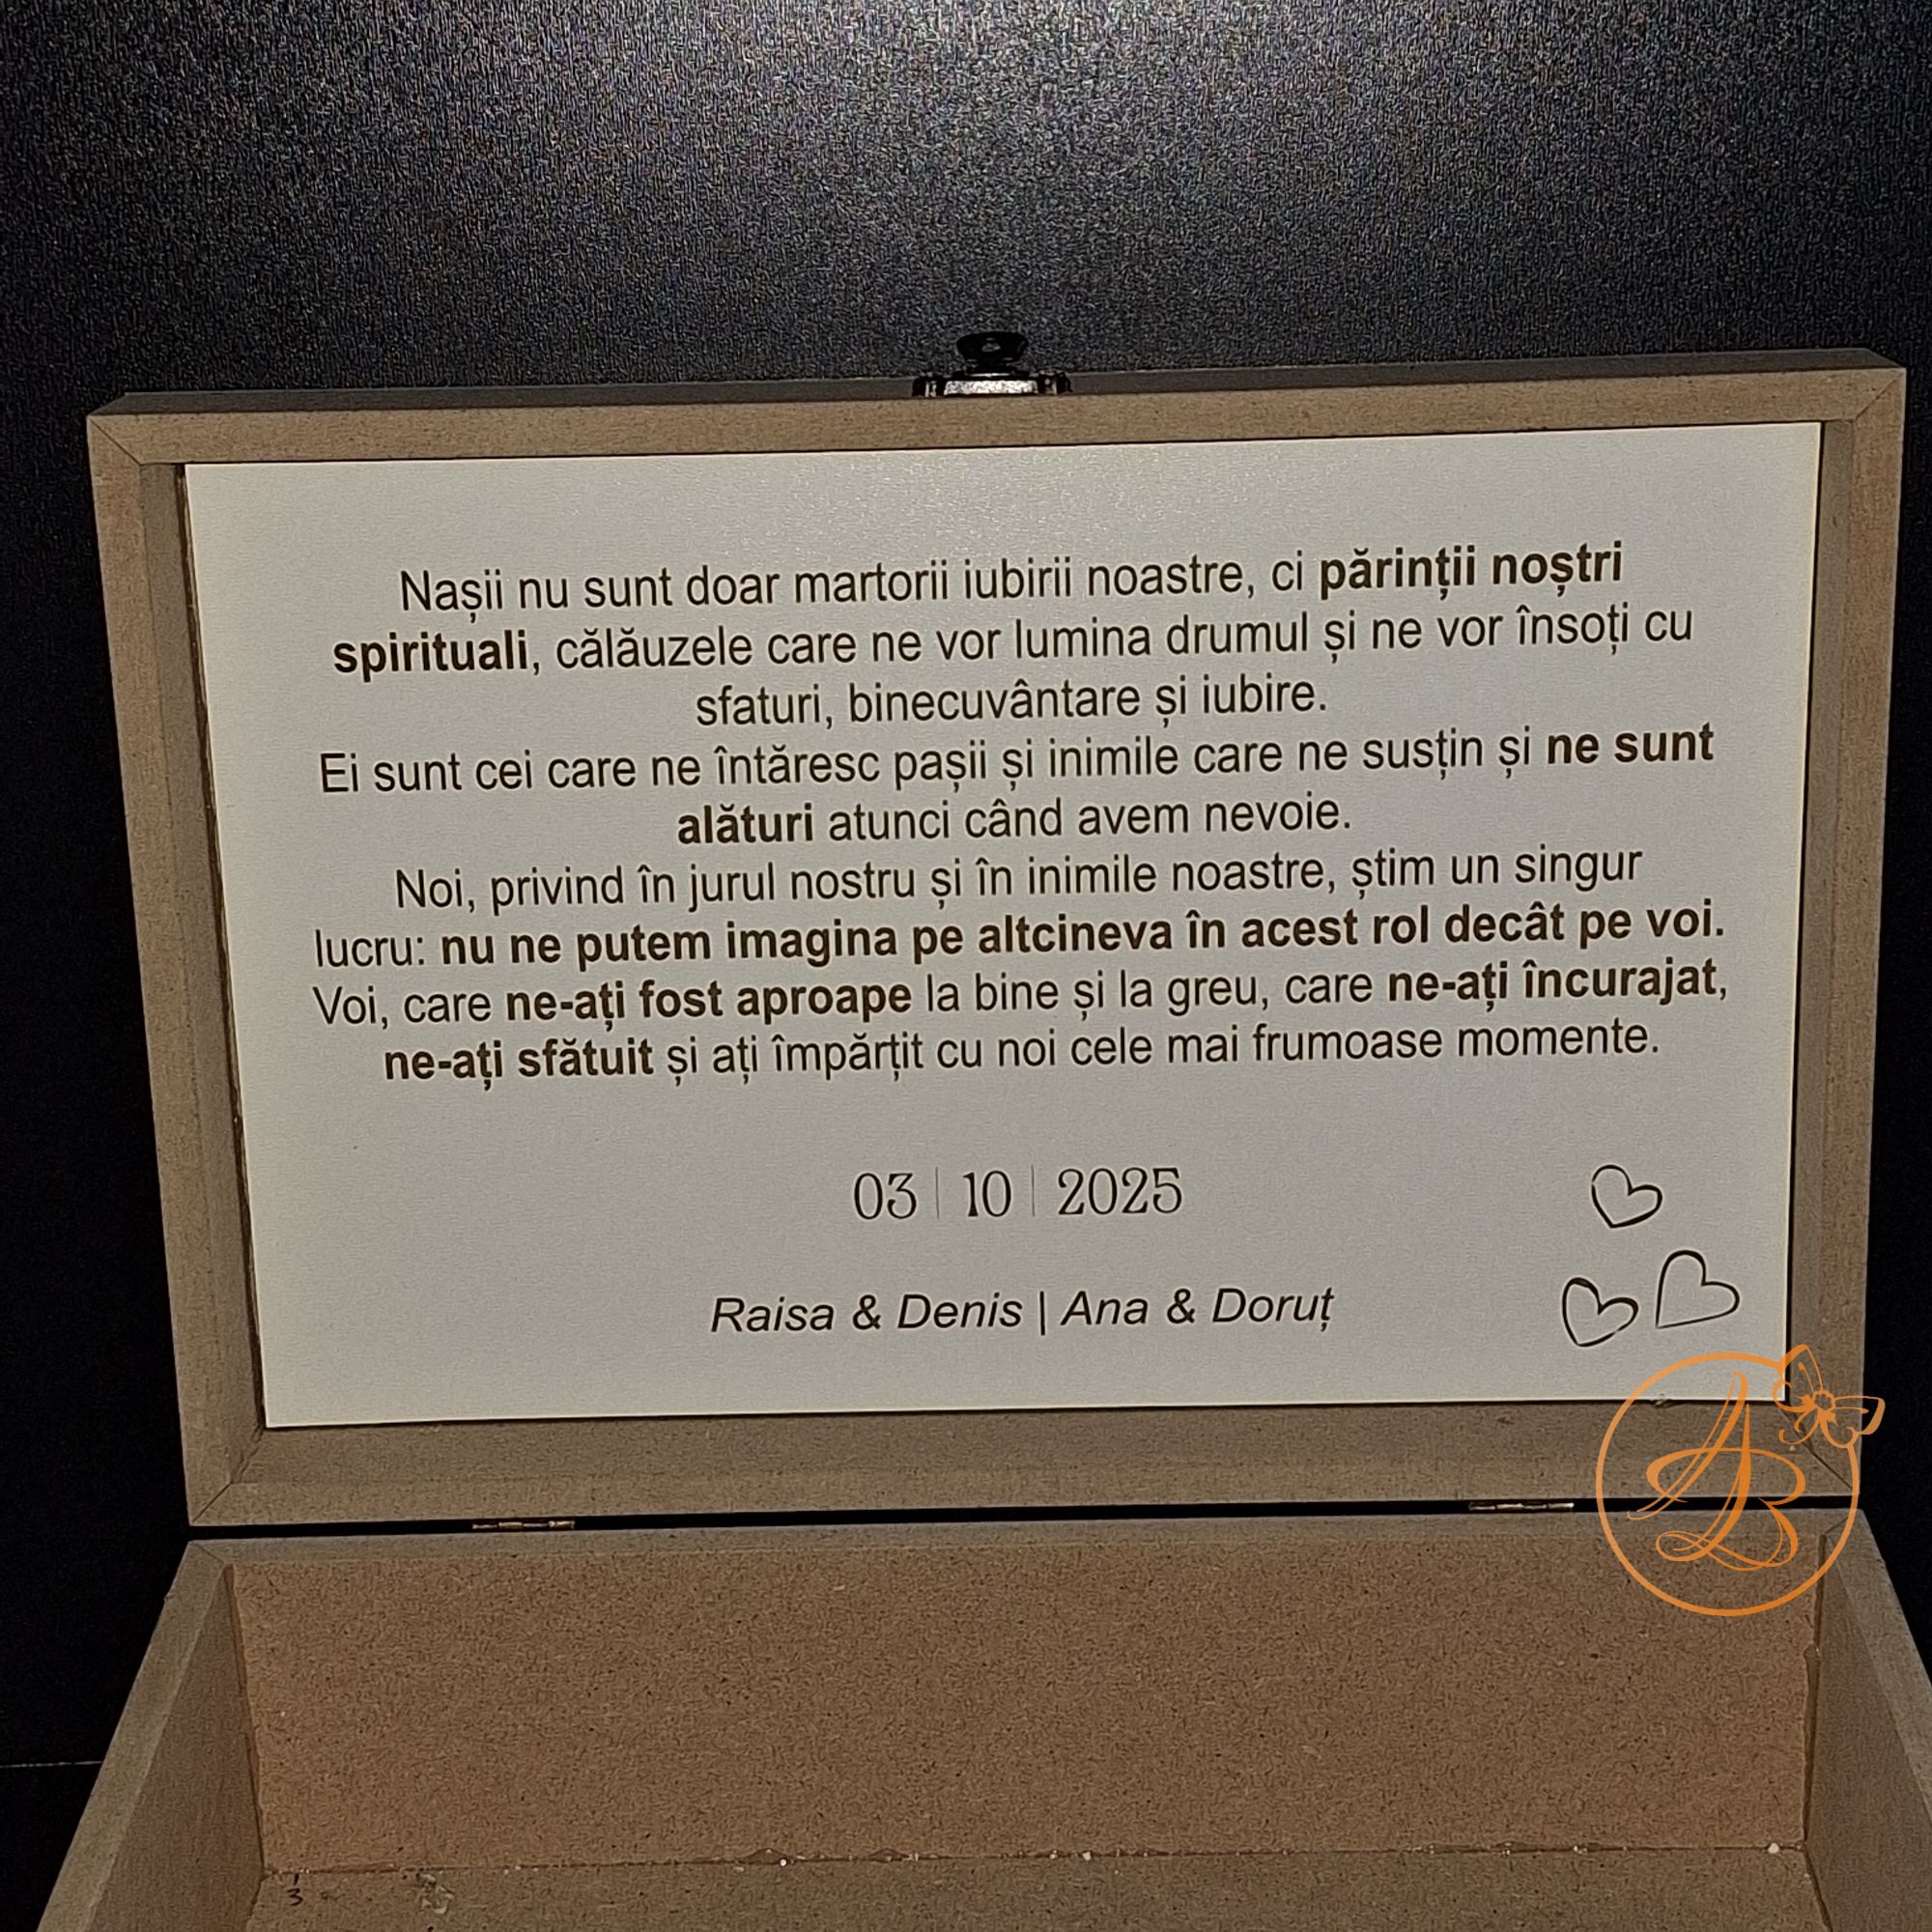 Nașii nu sunt doar martorii iubirii noastre, ci părinții noștri
spirituali, călăuzele care ne vor lumina drumul și ne vor însoți cu
sfaturi, binecuvântare și iubire.
Ei sunt cei care ne întăresc pașii și inimile care ne susțin și ne sunt
alături atunci când avem nevoie.
Noi, privind în jurul nostru și în inimile noastre, știm un singur
lucru: nu ne putem imagina pe altcineva în acest rol decât pe voi.
Voi, care ne-ați fost aproape la bine și la greu, care ne-ați încurajat,
ne-ați sfătuit și ați împărțit cu noi cele mai frumoase momente.
03 | 10 | 2025
Raisa & Denis | Ana & Doruț
AB
3